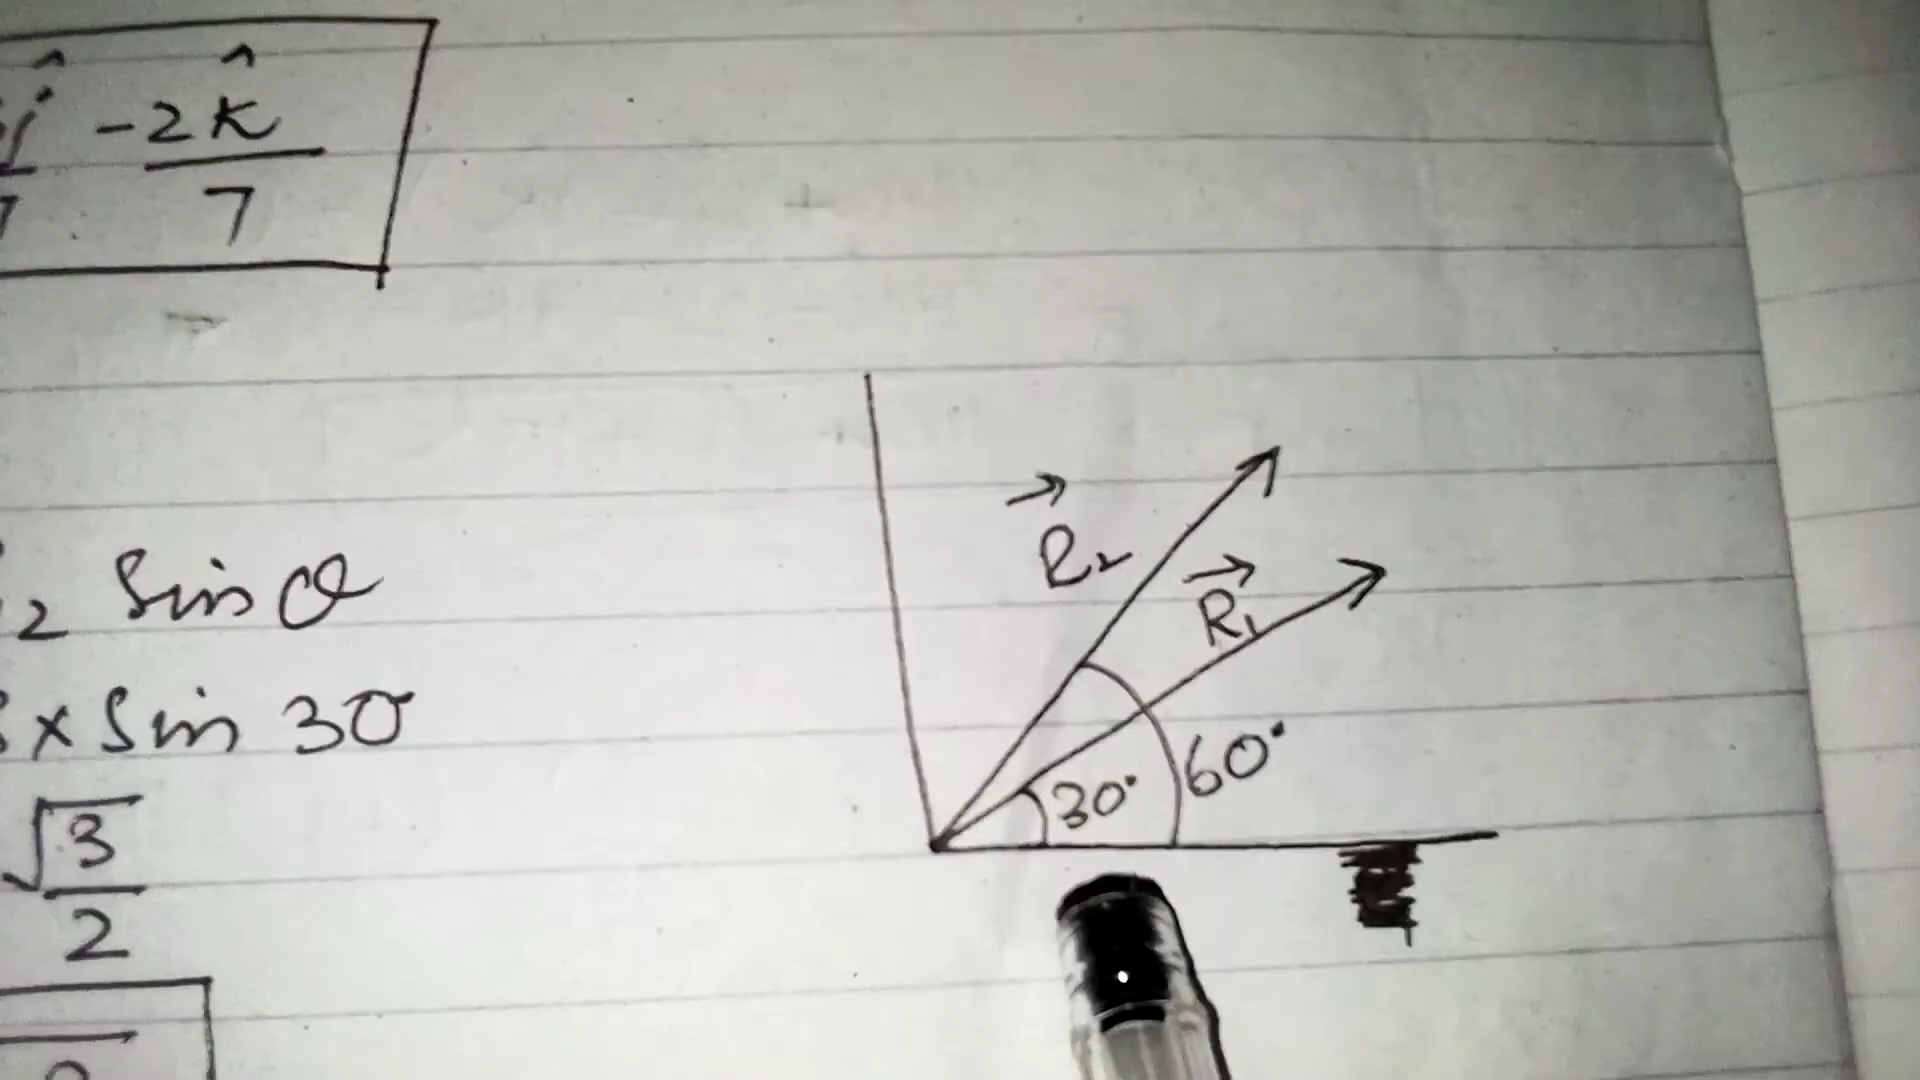 -2k̂
7
R⃗₂
R⃗₁
₂ Sin θ
x Sin 30
60°
30°
√3
2